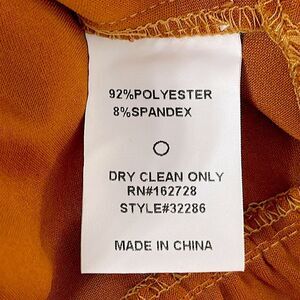 92%POLYESTER
8%SPANDEX
DRY CLEAN ONLY
RN#162728
STYLE#32286
MADE IN CHINA